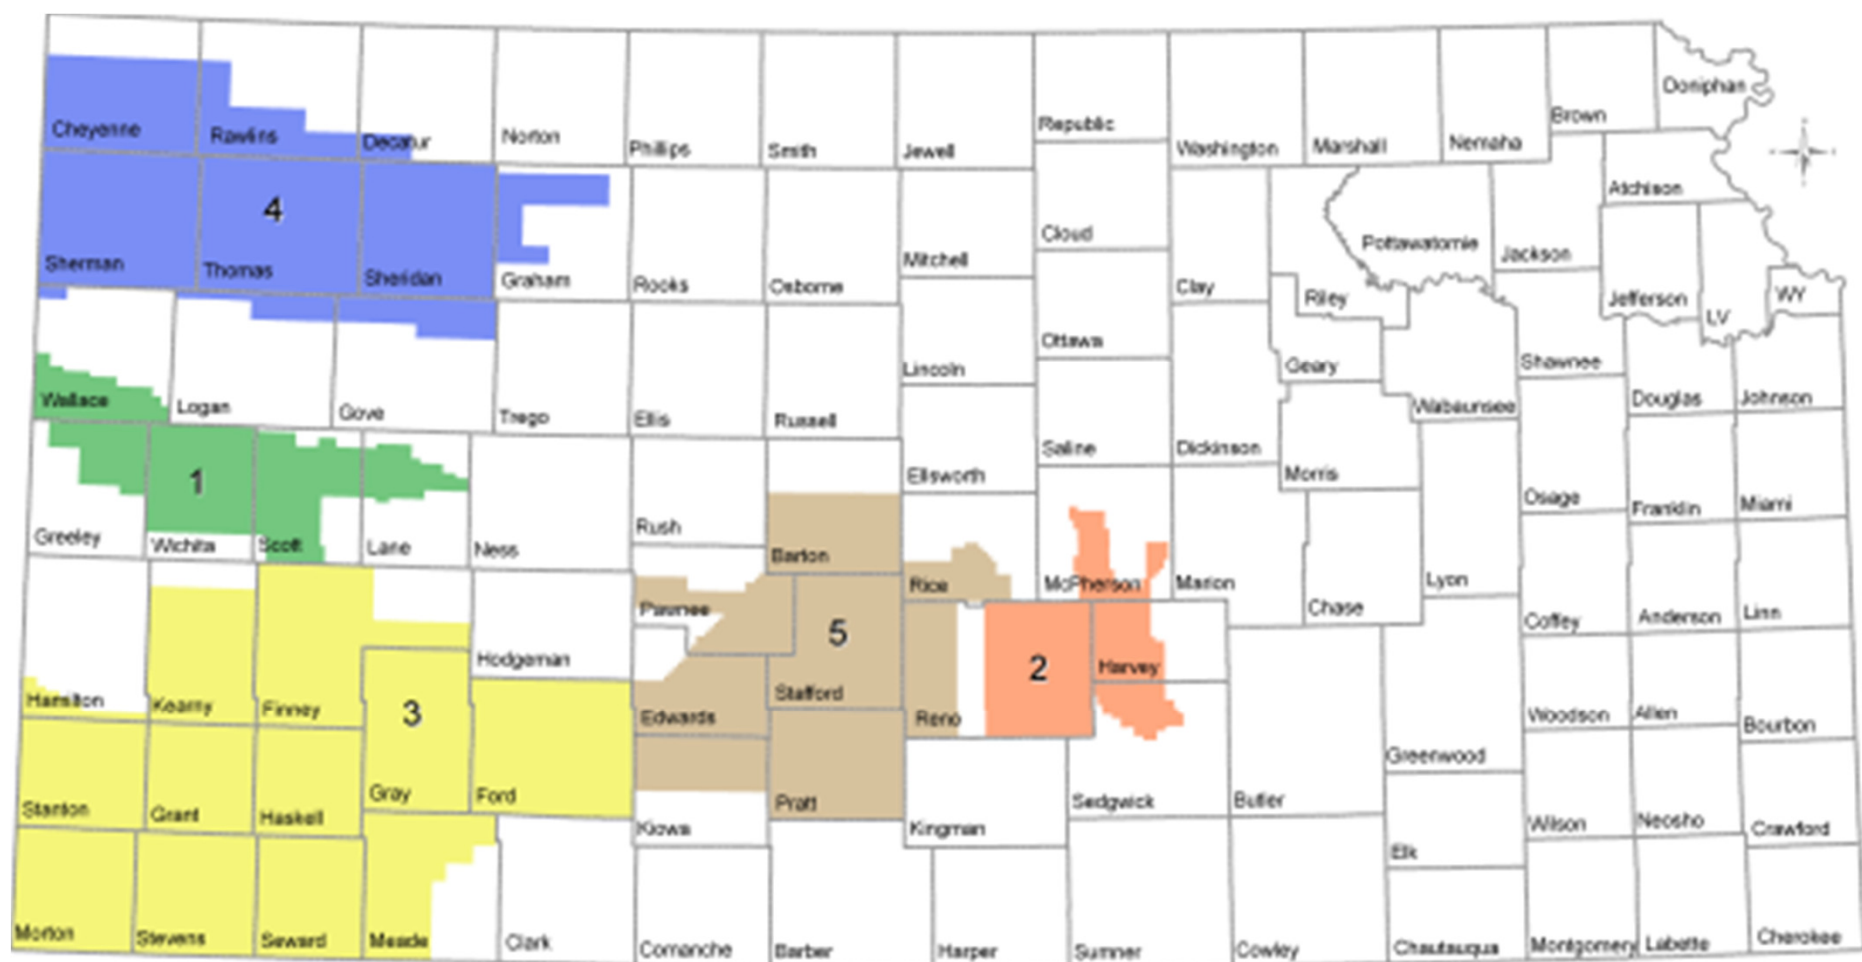 Doniphan
Brown
Republic
Cheyenne
Rawlins
Decatur
Norton
Phillips
Smith
Jewell
Washington
Marshall
Nemaha
Atchison
4
Cloud
Pottawatomie
Jackson
Sherman
Thomas
Sheridan
Graham
Rooks
Osborne
Mitchell
Clay
Riley
Jefferson
WY
LV
Ottawa
Lincoln
Geary
Shawnee
Wallace
Logan
Gove
Trego
Ellis
Russell
Wabaunsee
Douglas
Johnson
Saline
Dickinson
1
Ellsworth
Morris
Osage
Franklin
Miami
Greeley
Wichita
Scott
Lane
Ness
Rush
Barton
Rice
McPherson
Marion
Lyon
Chase
Pawnee
Coffey
Anderson
Linn
5
Hodgeman
2
Harvey
Hamilton
Kearny
Finney
3
Edwards
Stafford
Reno
Woodson
Allen
Bourbon
Greenwood
Stanton
Grant
Haskell
Gray
Ford
Pratt
Sedgwick
Butler
Kiowa
Kingman
Wilson
Neosho
Crawford
Elk
Morton
Stevens
Seward
Meade
Clark
Comanche
Barber
Harper
Sumner
Cowley
Chautauqua
Montgomery
Labette
Cherokee